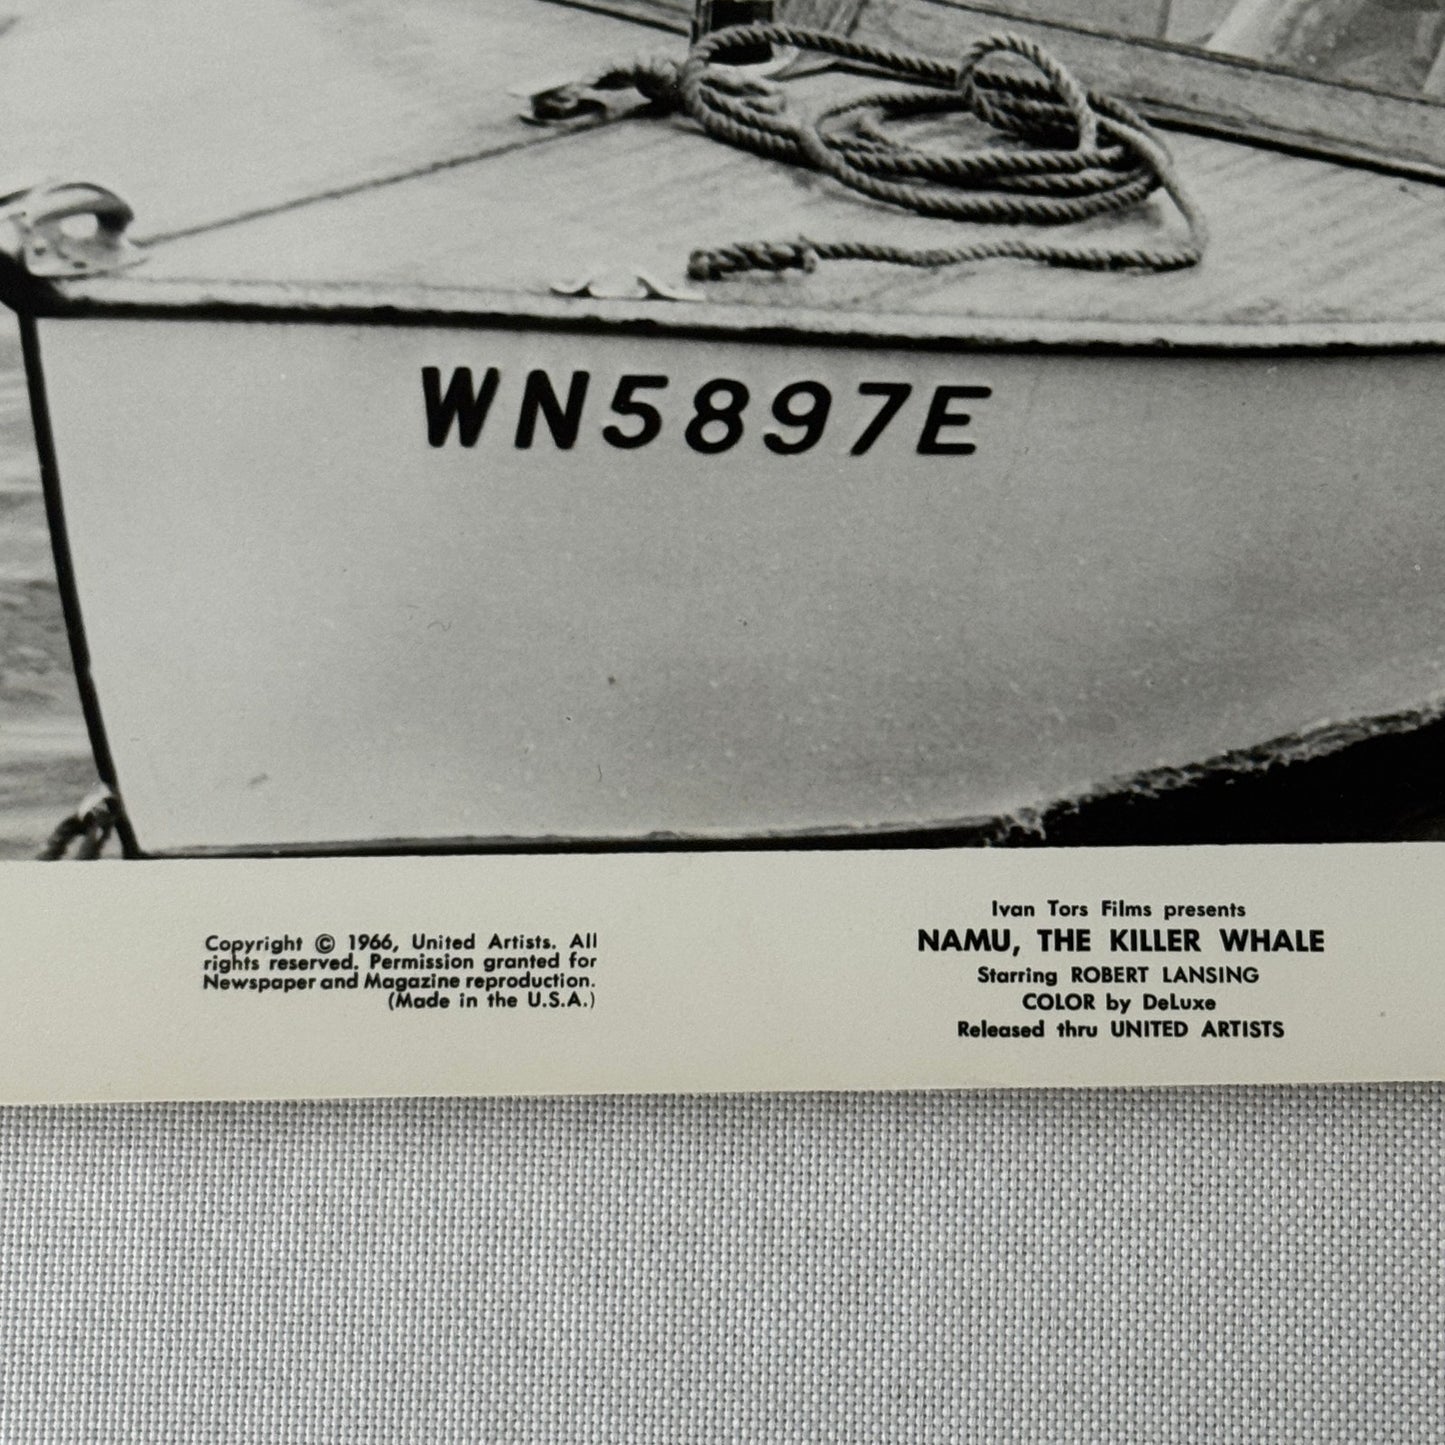 WN5897E
Copyright © 1966, United Artists. All
rights reserved. Permission granted for
Newspaper and Magazine reproduction.
(Made in the U.S.A.)
Ivan Tors Films presents
NAMU, THE KILLER WHALE
Starring ROBERT LANSING
COLOR by DeLuxe
Released thru UNITED ARTISTS